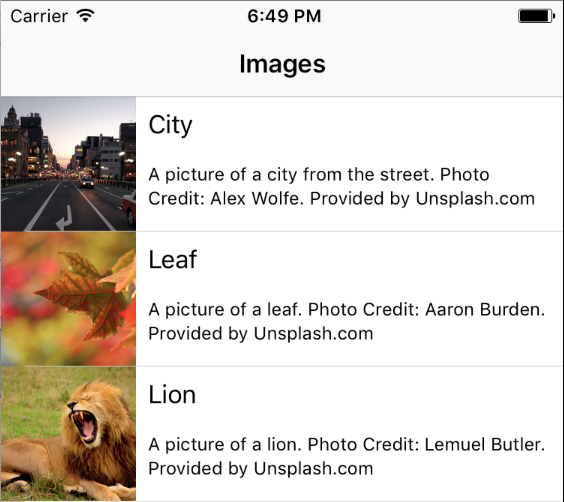 Carrier 6:49 PM
Images
City
A picture of a city from the street. Photo
Credit: Alex Wolfe. Provided by Unsplash.com
Leaf
A picture of a leaf. Photo Credit: Aaron Burden.
Provided by Unsplash.com
Lion
A picture of a lion. Photo Credit: Lemuel Butler.
Provided by Unsplash.com